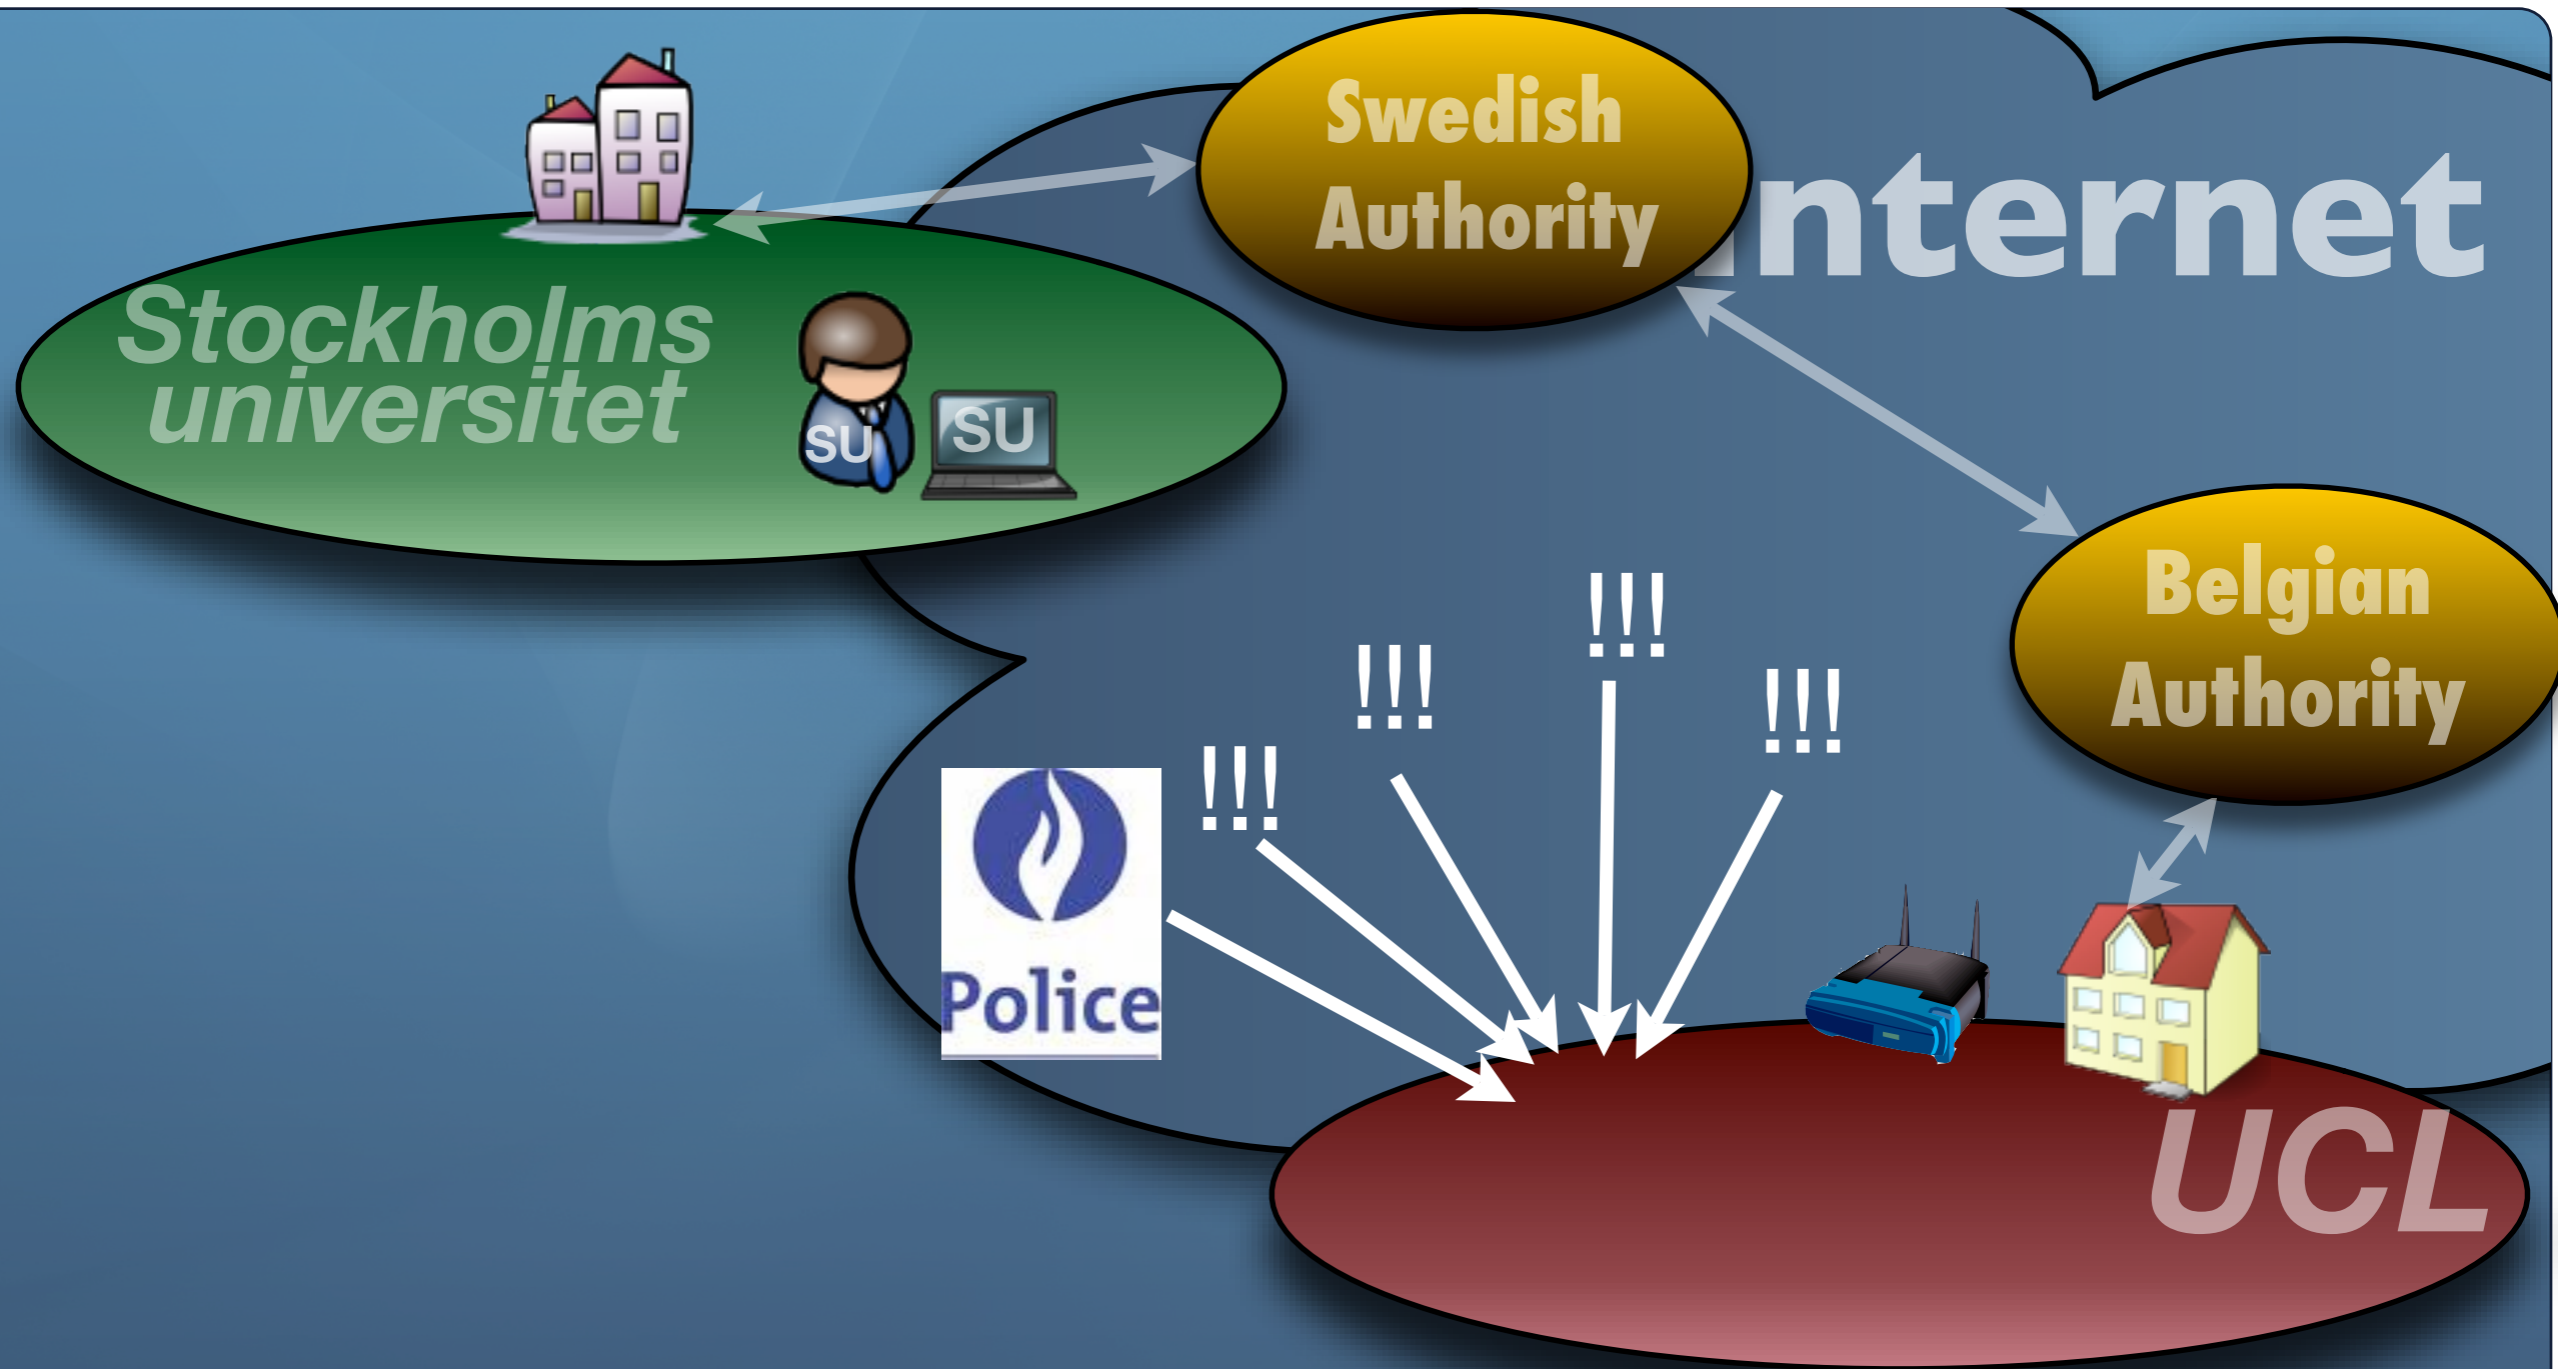 Swedish
Authority
Internet
Stockholms
universitet
SU
SU
Belgian
Authority
!!!
!!!
!!!
!!!
Police
UCL